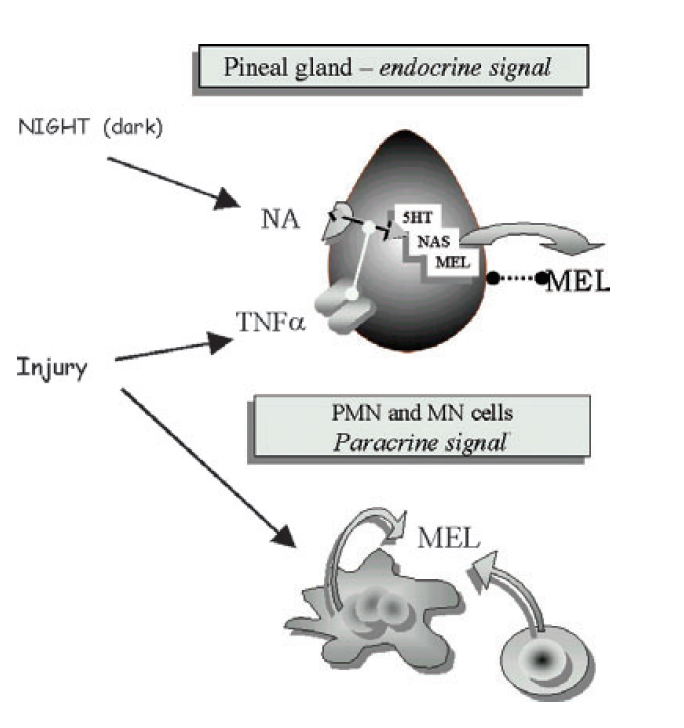 Pineal gland – endocrine signal
NIGHT (dark)
NA
5HT
NAS
MEL
MEL
TNFα
Injury
PMN and MN cells
Paracrine signal
MEL